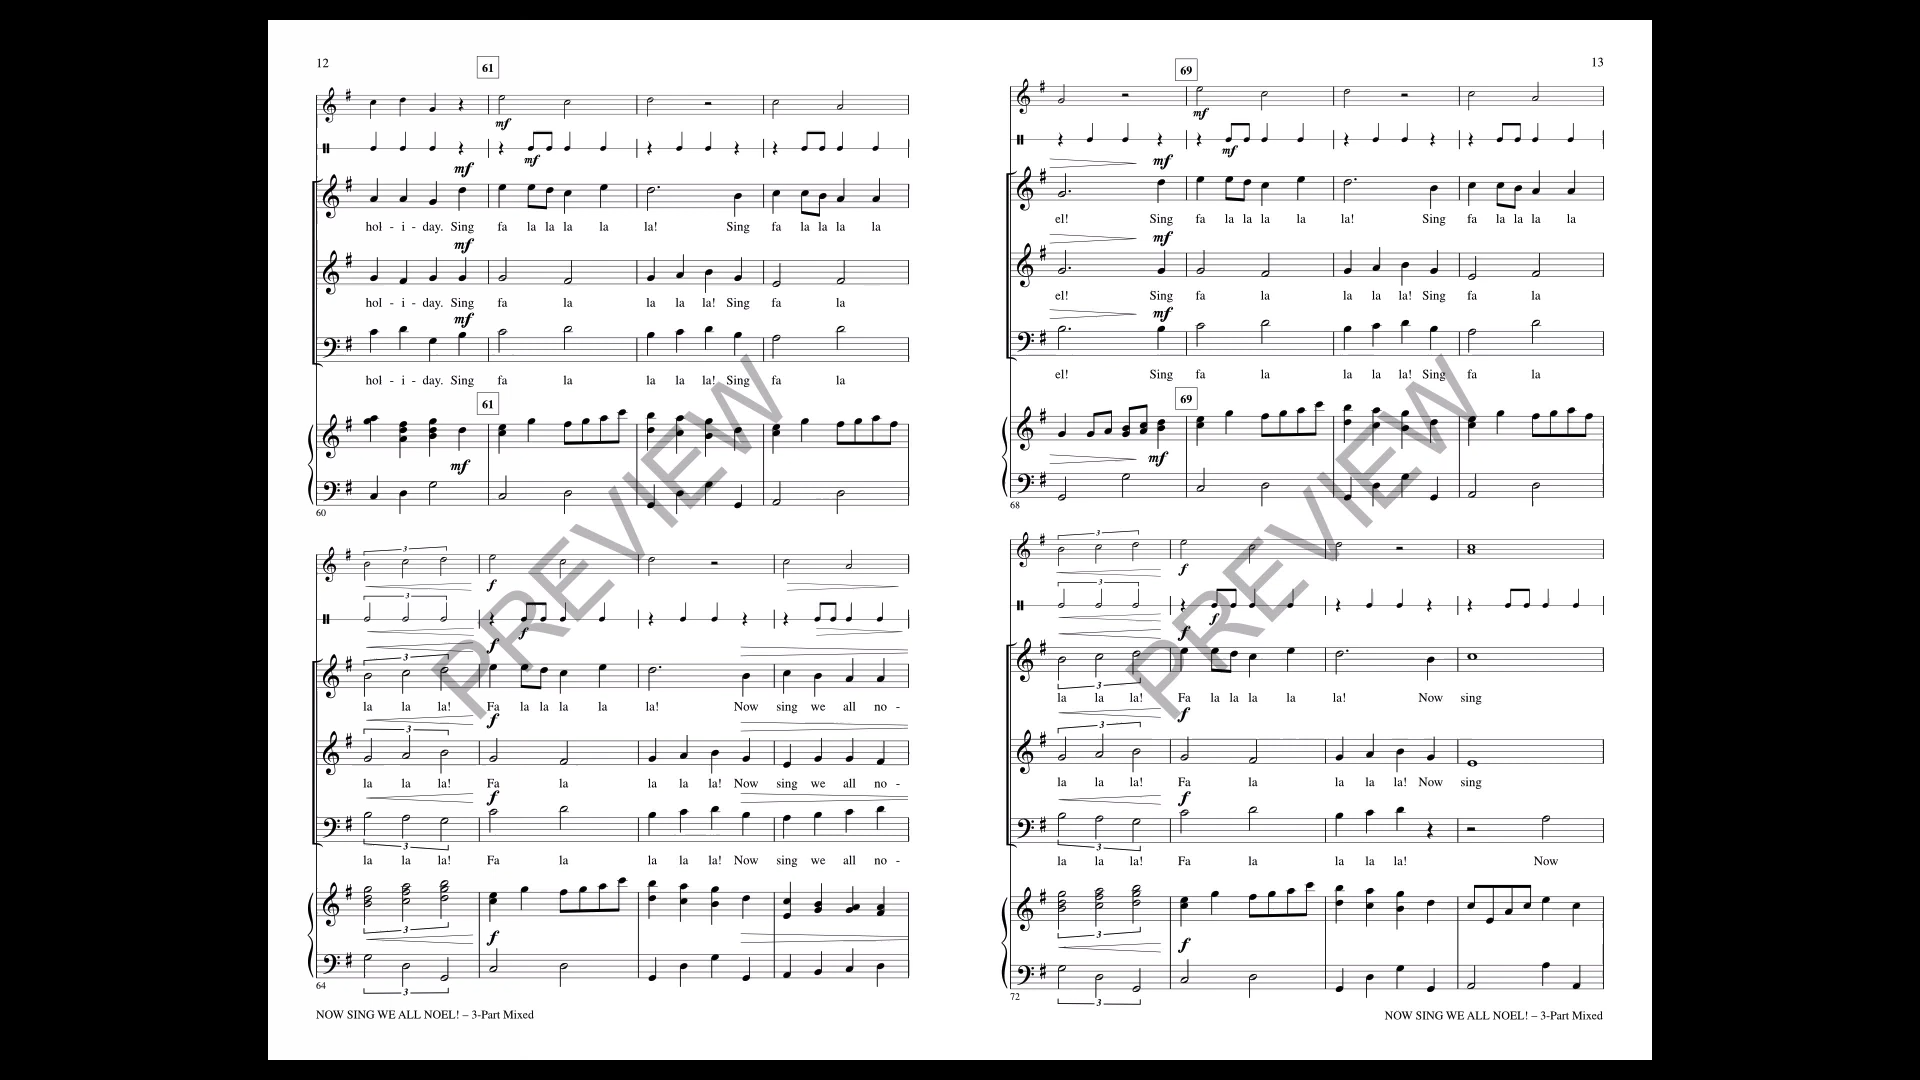 12
61
mf
mf
mf
hol - i - day. Sing fa la la la la la! Sing fa la la la la
mf
hol - i - day. Sing fa la la la la! Sing fa la
mf
hol - i - day. Sing fa la la la la! Sing fa la
61
mf
60
3
f
3
f
f
3
la la la! Fa la la la la la! Now sing we all no -
f
3
la la la! Fa la la la la! Now sing we all no -
f
3
la la la! Fa la la la la! Now sing we all no -
3
f
3
64
NOW SING WE ALL NOEL! – 3-Part Mixed
PREVIEW
13
69
mf
mf
mf
el! Sing fa la la la la la! Sing fa la la la la
mf
el! Sing fa la la la la! Sing fa la
mf
el! Sing fa la la la la! Sing fa la
69
mf
68
3
f
3
f
f
3
la la la! Fa la la la la la! Now sing
f
3
la la la! Fa la la la la! Now sing
f
3
la la la! Fa la la la la! Now
3
f
3
72
NOW SING WE ALL NOEL! – 3-Part Mixed
PREVIEW